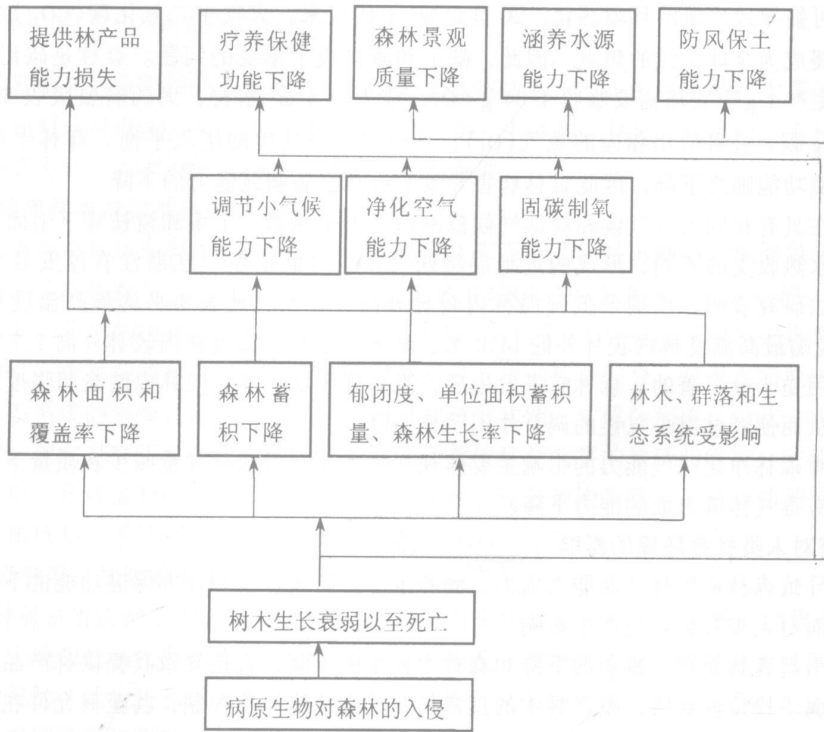 提供林产品
能力损失
疗养保健
功能下降
森林景观
质量下降
涵养水源
能力下降
防风保土
能力下降
调节小气候
能力下降
净化空气
能力下降
固碳制氧
能力下降
森林面积和
覆盖率下降
森林蓄
积下降
郁闭度、单位面积蓄积
量、森林生长率下降
林木、群落和生
态系统受影响
树木生长衰弱以至死亡
病原生物对森林的入侵